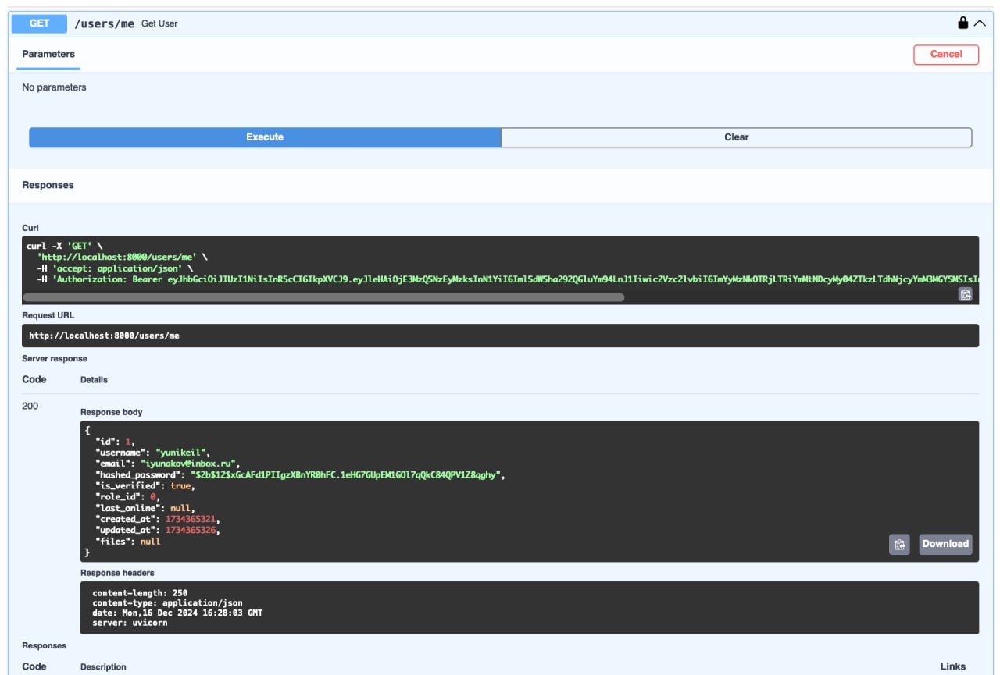 GET /users/me Get User
Parameters
Cancel
No parameters
Execute
Clear
Responses
Curl
curl -X 'GET' \
'http://localhost:8000/users/me' \
-H 'accept: application/json' \
-H 'Authorization: Bearer
Request URL
http://localhost:8000/users/me
Server response
Code Details
200
Response body
{
"id": 1,
"username": "yunikeil",
"email": "iyunakov@inbox.ru",
"hashed_password": "$2b$12$xGcAFd1PIIgzXBnYR0hFC.1eHG7GUpEM1GOl7qQkC84QPV1Z8qghy",
"is_verified": true,
"role_id": 0,
"last_online": null,
"created_at": 1734365321,
"updated_at": 1734365326,
"files": null
}
Download
Response headers
content-length: 250
content-type: application/json
date: Mon,16 Dec 2024 16:28:03 GMT
server: uvicorn
Responses
Code Description Links